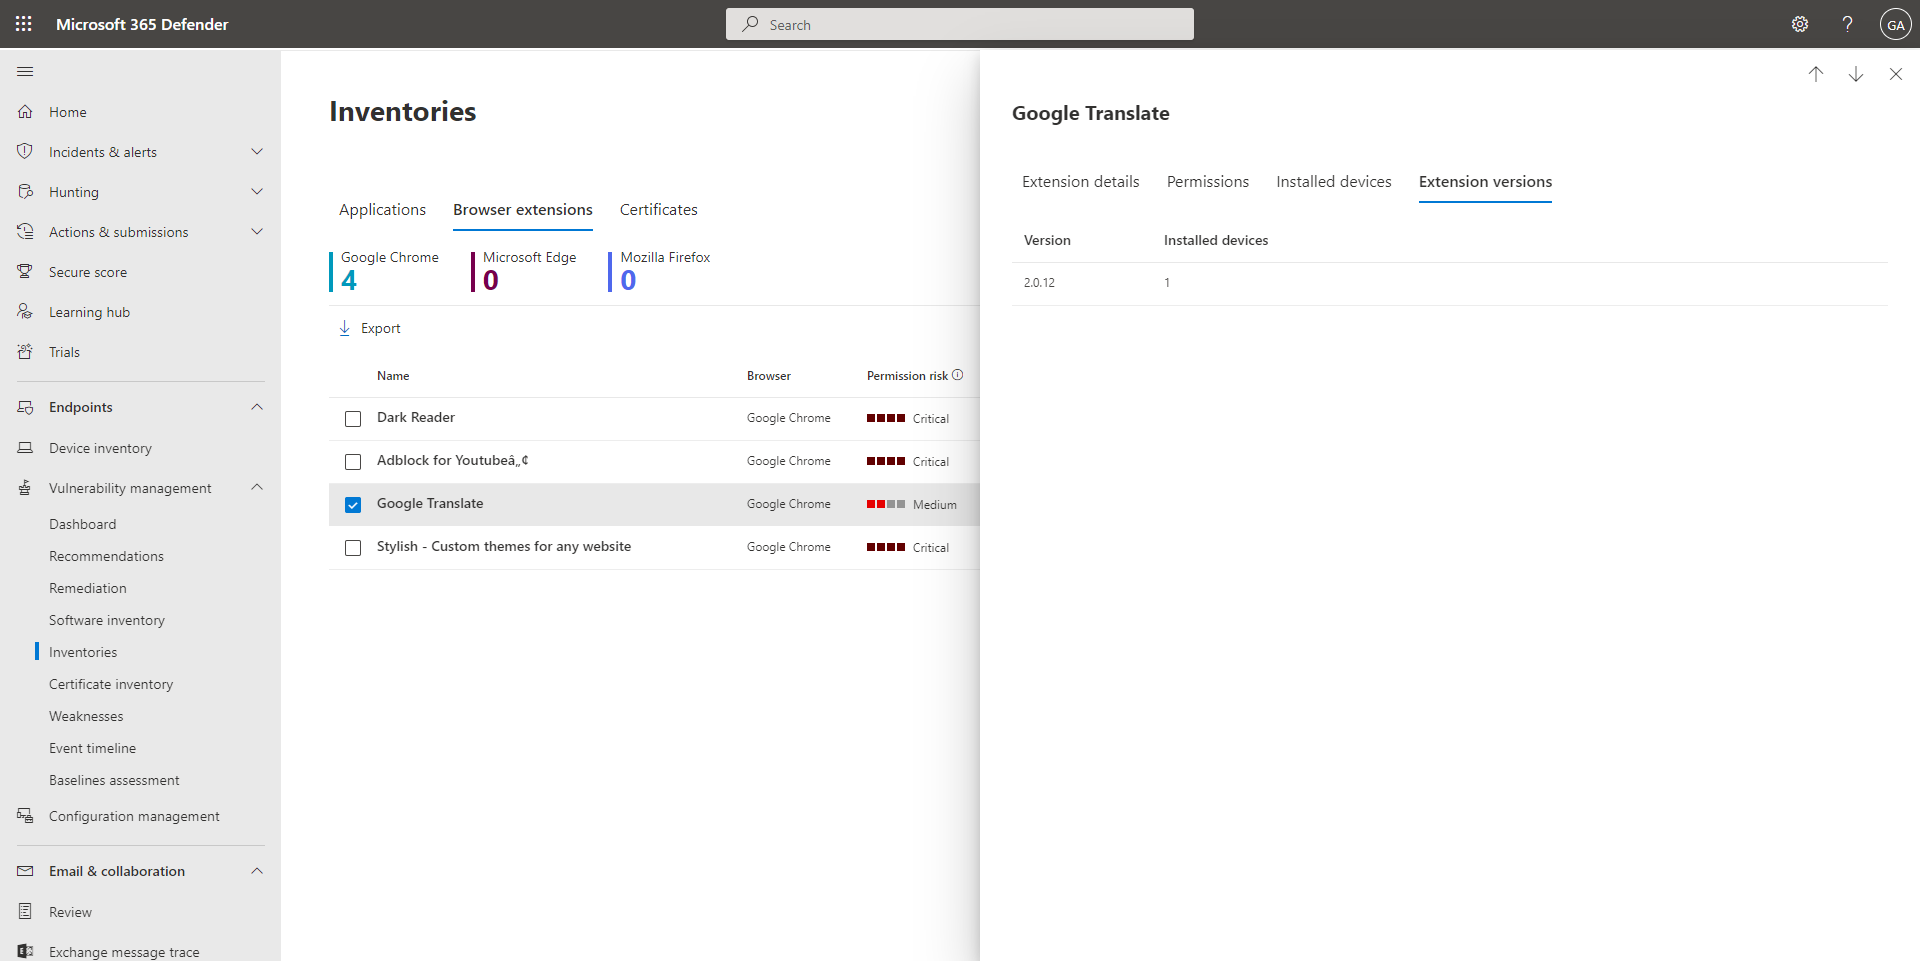 Microsoft 365 Defender
Search
GA
Home
Incidents & alerts
Hunting
Actions & submissions
Secure score
Learning hub
Trials
Endpoints
Device inventory
Vulnerability management
Dashboard
Recommendations
Remediation
Software inventory
Inventories
Certificate inventory
Weaknesses
Event timeline
Baselines assessment
Configuration management
Email & collaboration
Review
Exchange message trace
Inventories
Applications Browser extensions Certificates
Google Chrome Microsoft Edge Mozilla Firefox
4 0 0
Export
Name Browser Permission risk
Dark Reader Google Chrome Critical
Adblock for Youtubeâ„¢ Google Chrome Critical
Google Translate Google Chrome Medium
Stylish - Custom themes for any website Google Chrome Critical
Google Translate
Extension details Permissions Installed devices Extension versions
Version Installed devices
2.0.12 1